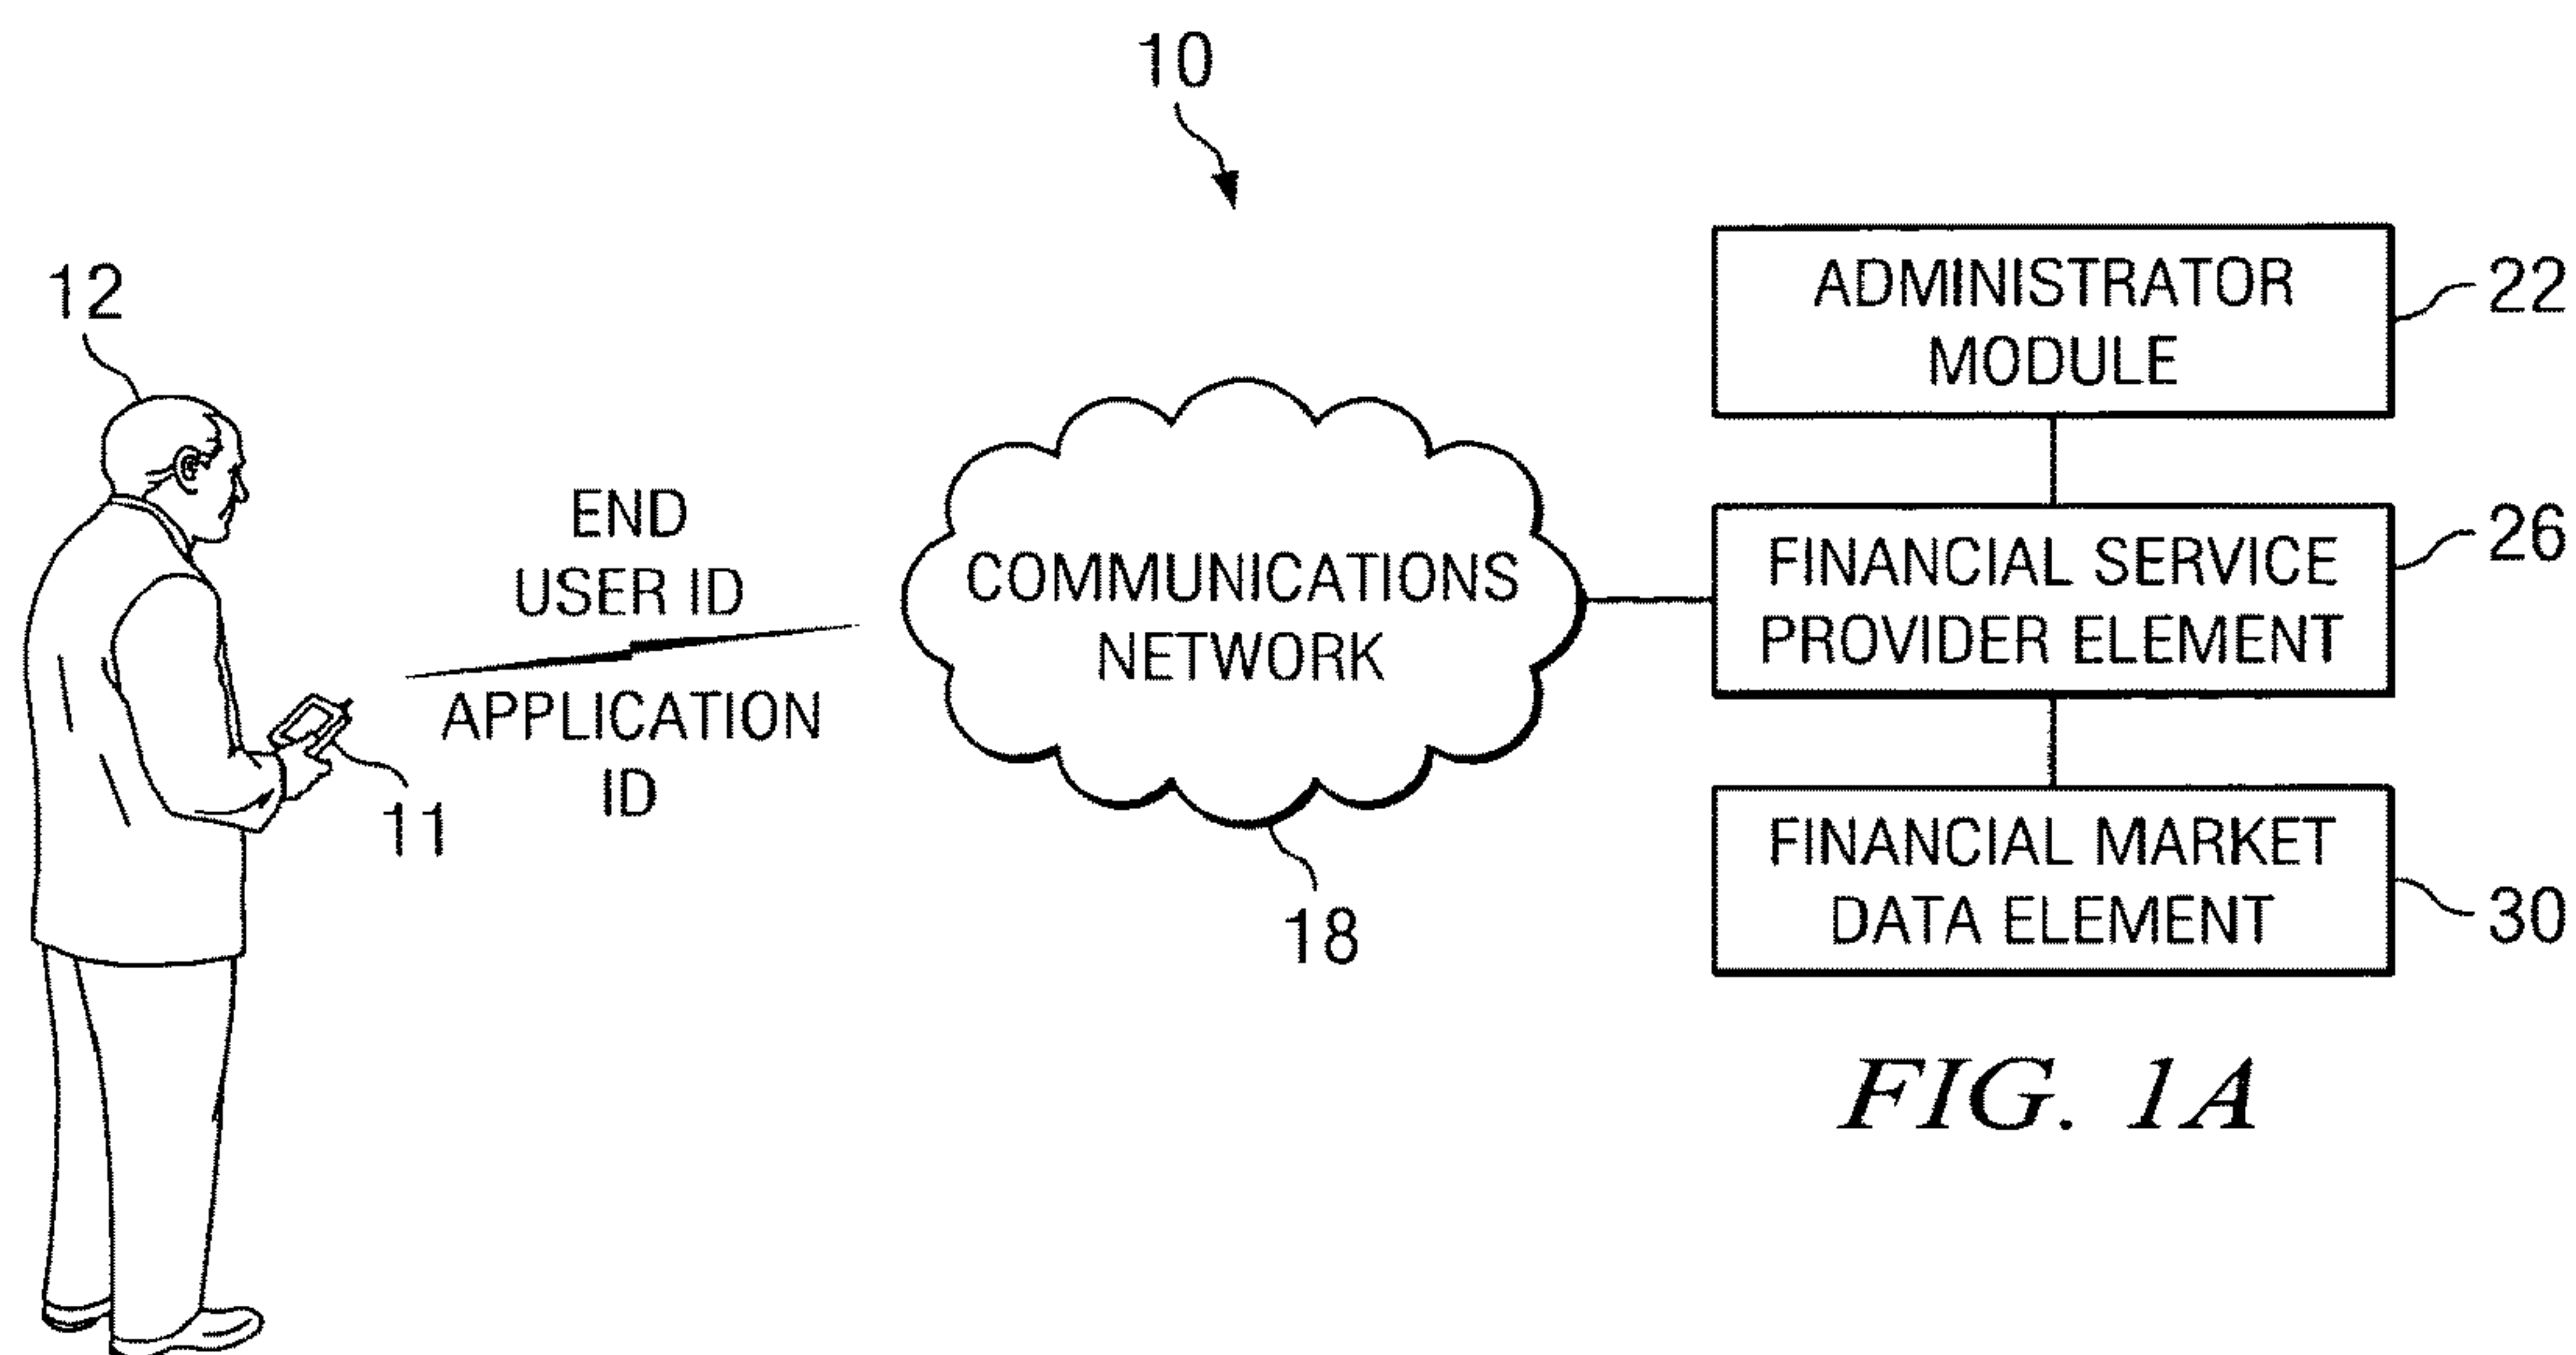 10
12
END
USER ID
APPLICATION
ID
11
COMMUNICATIONS
NETWORK
18
ADMINISTRATOR
MODULE
22
FINANCIAL SERVICE
PROVIDER ELEMENT
26
FINANCIAL MARKET
DATA ELEMENT
30
FIG. 1A